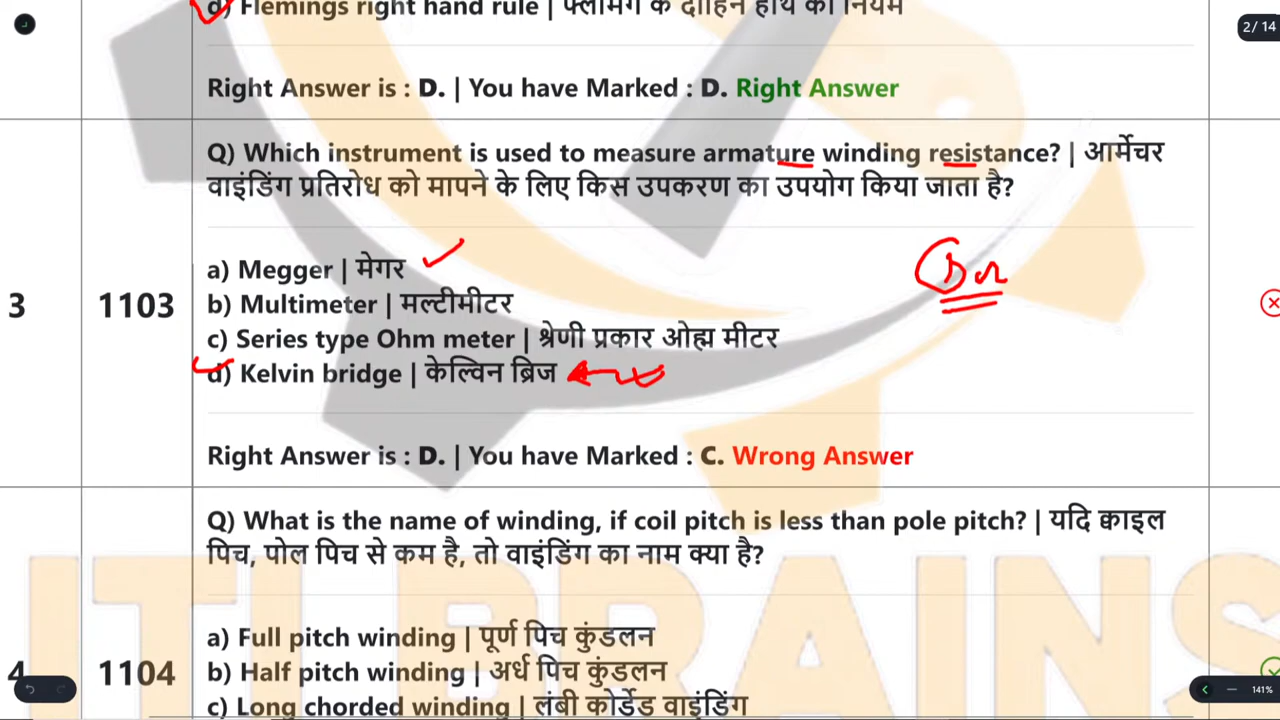 d) Flemings right hand rule | फ्लेमिंग के दाहिने हाथ का नियम
2/ 14
Right Answer is : D. | You have Marked : D. Right Answer
Q) Which instrument is used to measure armature winding resistance? | आर्मेचर
वाइंडिंग प्रतिरोध को मापने के लिए किस उपकरण का उपयोग किया जाता है?
a) Megger | मेगर
b) Multimeter | मल्टीमीटर
3 1103
c) Series type Ohm meter | श्रेणी प्रकार ओह्म मीटर
d) Kelvin bridge | केल्विन ब्रिज
Right Answer is : D. | You have Marked : C. Wrong Answer
Q) What is the name of winding, if coil pitch is less than pole pitch? | यदि क्वाइल
पिच, पोल पिच से कम है, तो वाइंडिंग का नाम क्या है?
ITI BRAINS
a) Full pitch winding | पूर्ण पिच कुंडलन
4 1104
b) Half pitch winding | अर्ध पिच कुंडलन
c) Long chorded winding | लंबी कोर्डेड वाइंडिंग
141%